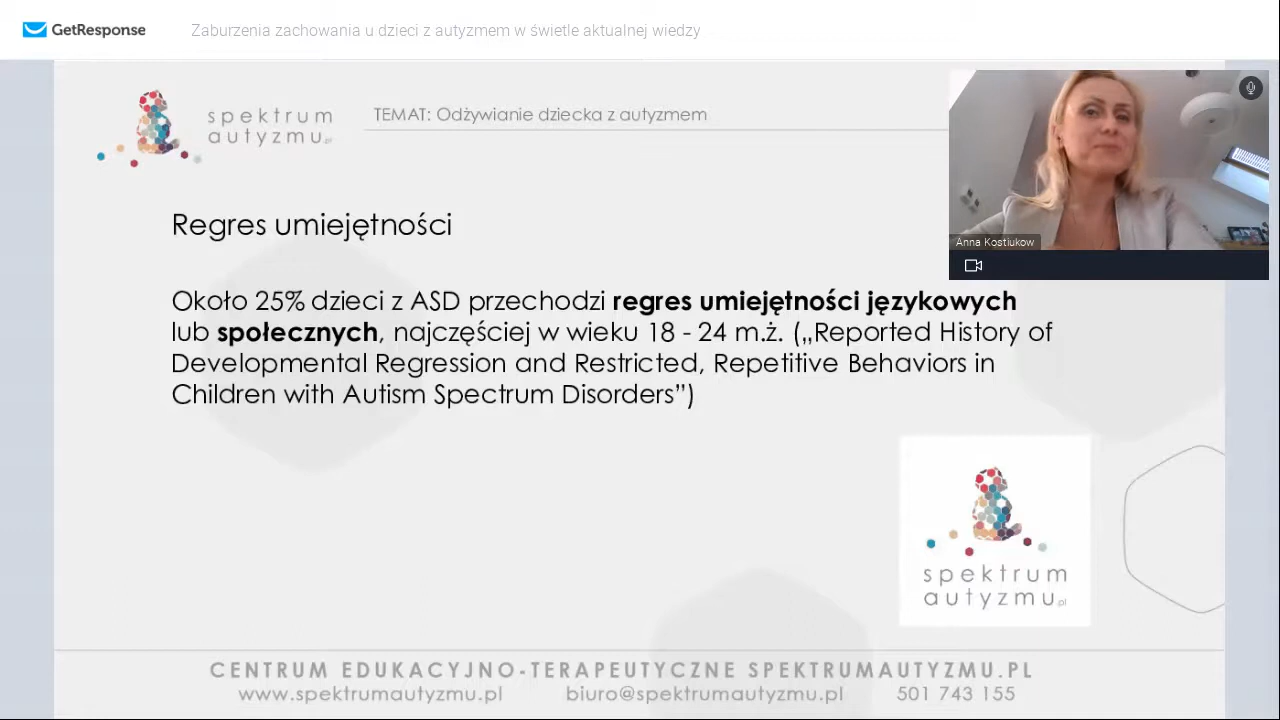 GetResponse
Zaburzenia zachowania u dzieci z autyzmem w świetle aktualnej wiedzy
spektrum
autyzmu.pl
TEMAT: Odżywianie dziecka z autyzmem
Anna Kostiukow
Regres umiejętności
Około 25% dzieci z ASD przechodzi regres umiejętności językowych
lub społecznych, najczęściej w wieku 18 - 24 m.ż. („Reported History of
Developmental Regression and Restricted, Repetitive Behaviors in
Children with Autism Spectrum Disorders”)
spektrum
autyzmu.pl
CENTRUM EDUKACYJNO-TERAPEUTYCZNE SPEKTRUMAUTYZMU.PL
www.spektrumautyzmu.pl biuro@spektrumautyzmu.pl 501 743 155